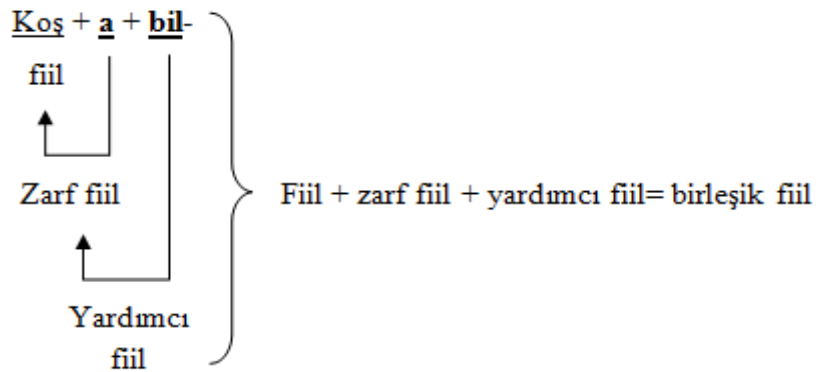 Koş + a + bil-
fiil
Zarf fiil
Fiil + zarf fiil + yardımcı fiil= birleşik fiil
Yardımcı
fiil